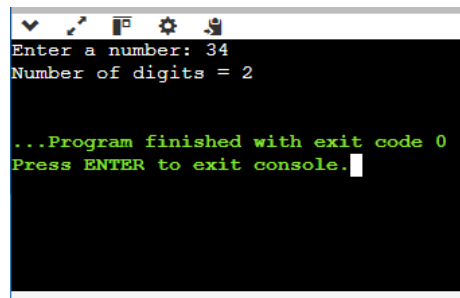 Enter a number: 34
Number of digits = 2
...Program finished with exit code 0
Press ENTER to exit console.